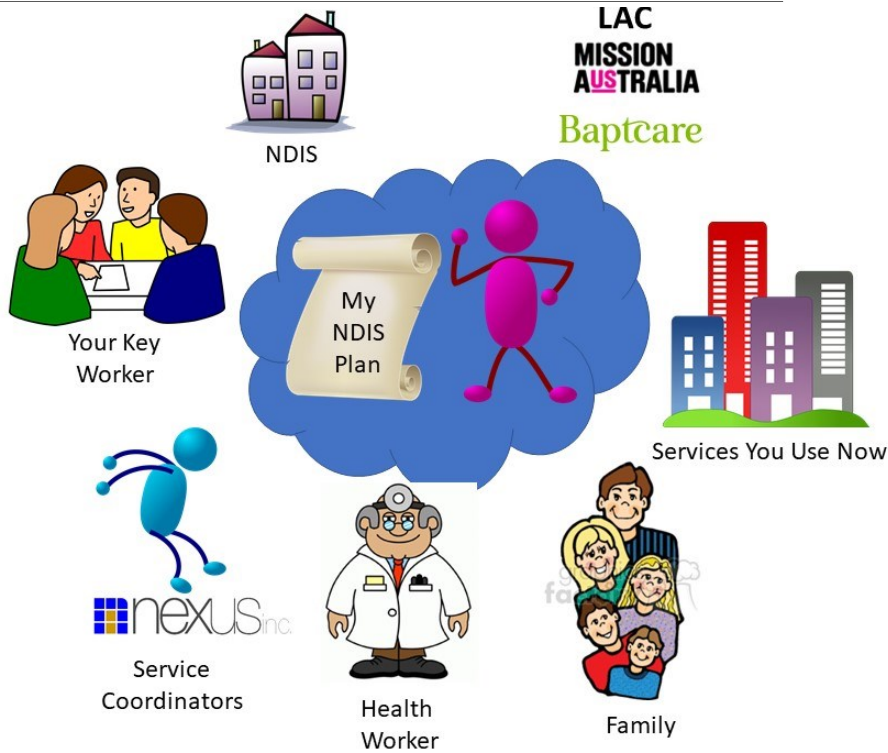 LAC
MISSION
AUSTRALIA
Baptcare
NDIS
My
NDIS
Plan
Your Key
Worker
Services You Use Now
nexus inc.
Service
Coordinators
Health
Worker
Family